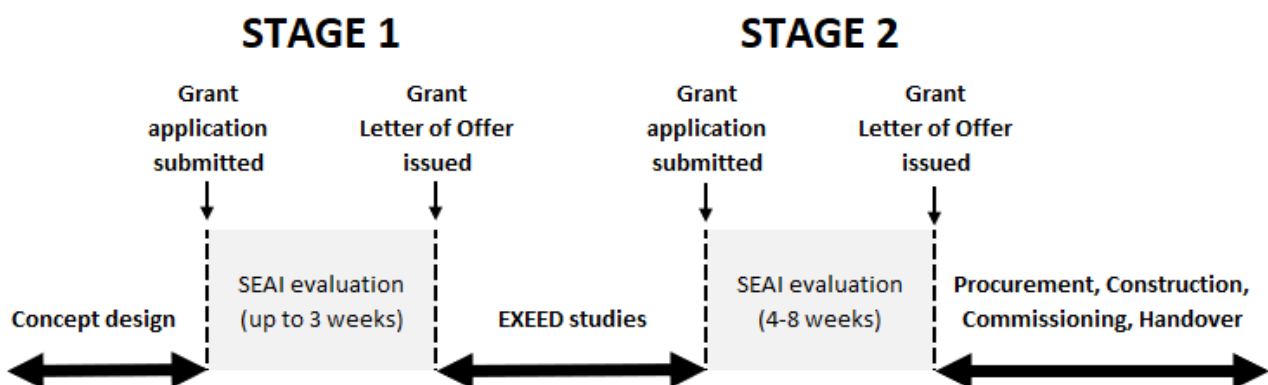 STAGE 1
STAGE 2
Grant
application
submitted
Grant
Letter of Offer
issued
Grant
application
submitted
Grant
Letter of Offer
issued
Concept design
SEAI evaluation
(up to 3 weeks)
EXEED studies
SEAI evaluation
(4-8 weeks)
Procurement, Construction,
Commissioning, Handover